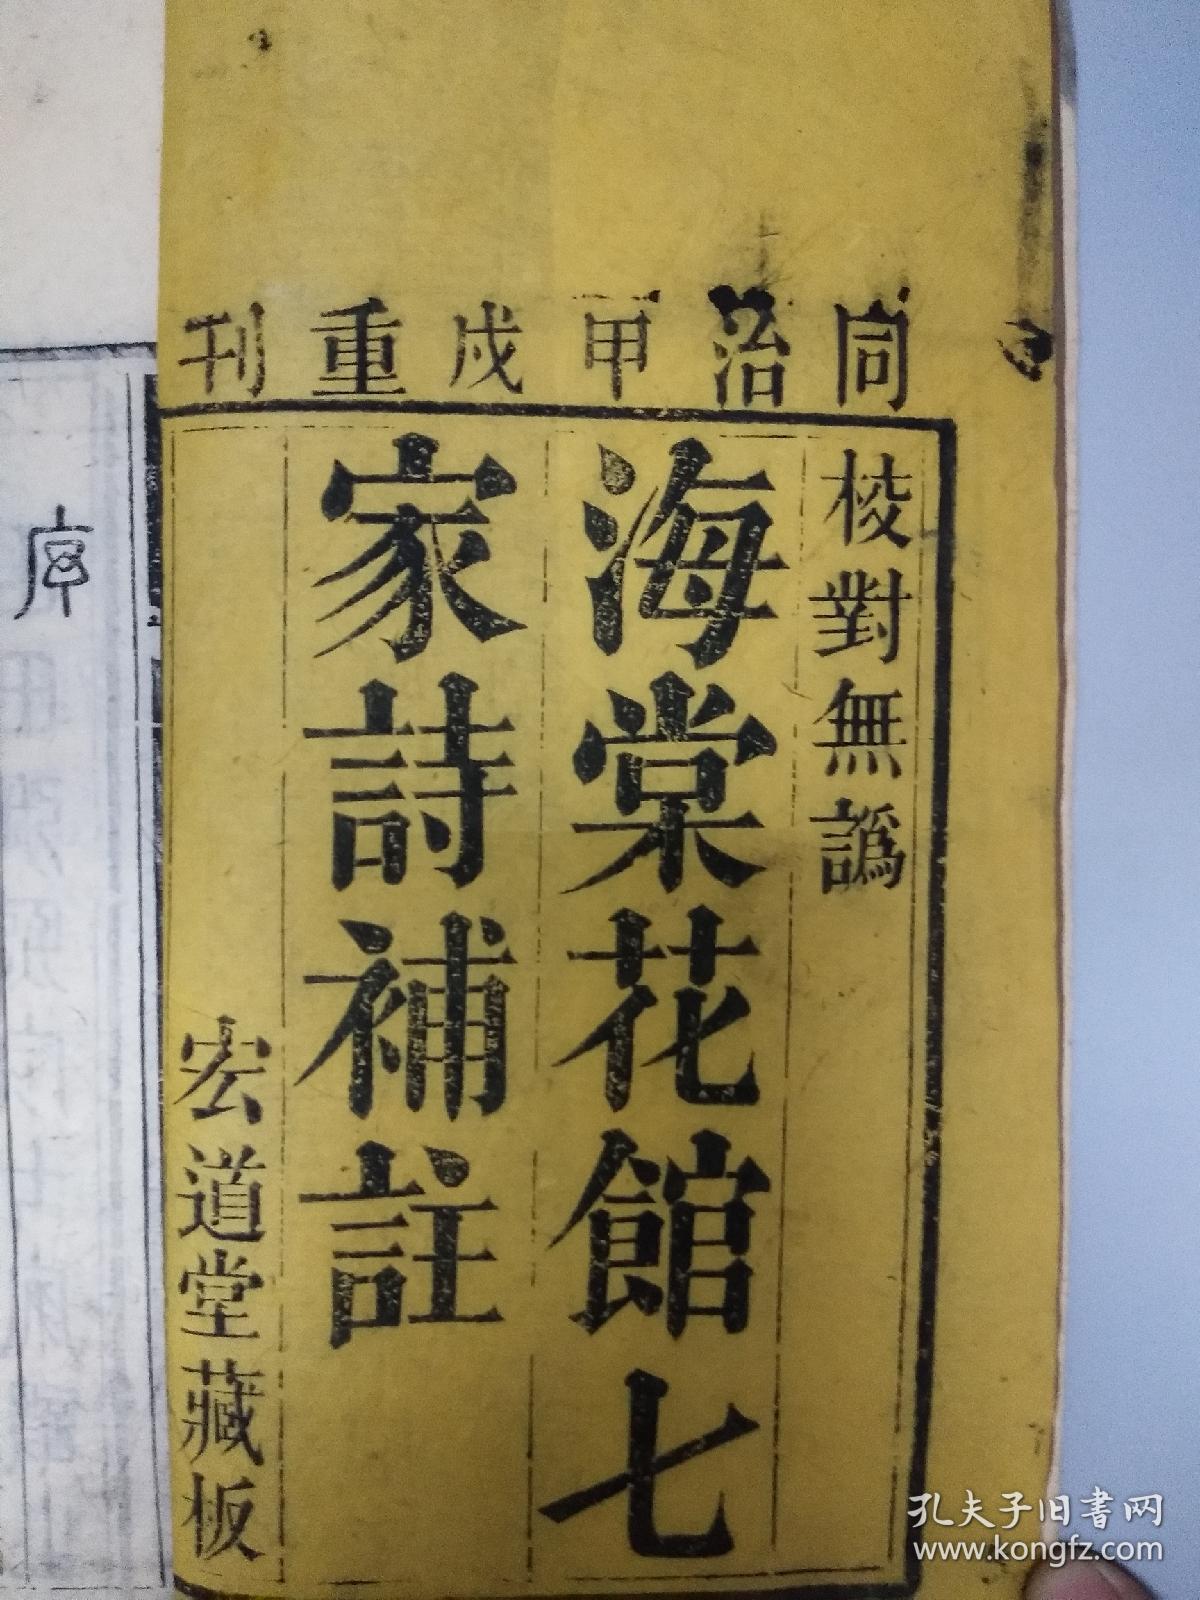 同治甲戌重刊
校對無譌
海棠花館七
家詩補註
宏道堂藏板
序
孔夫子旧书网
www.kongfz.com